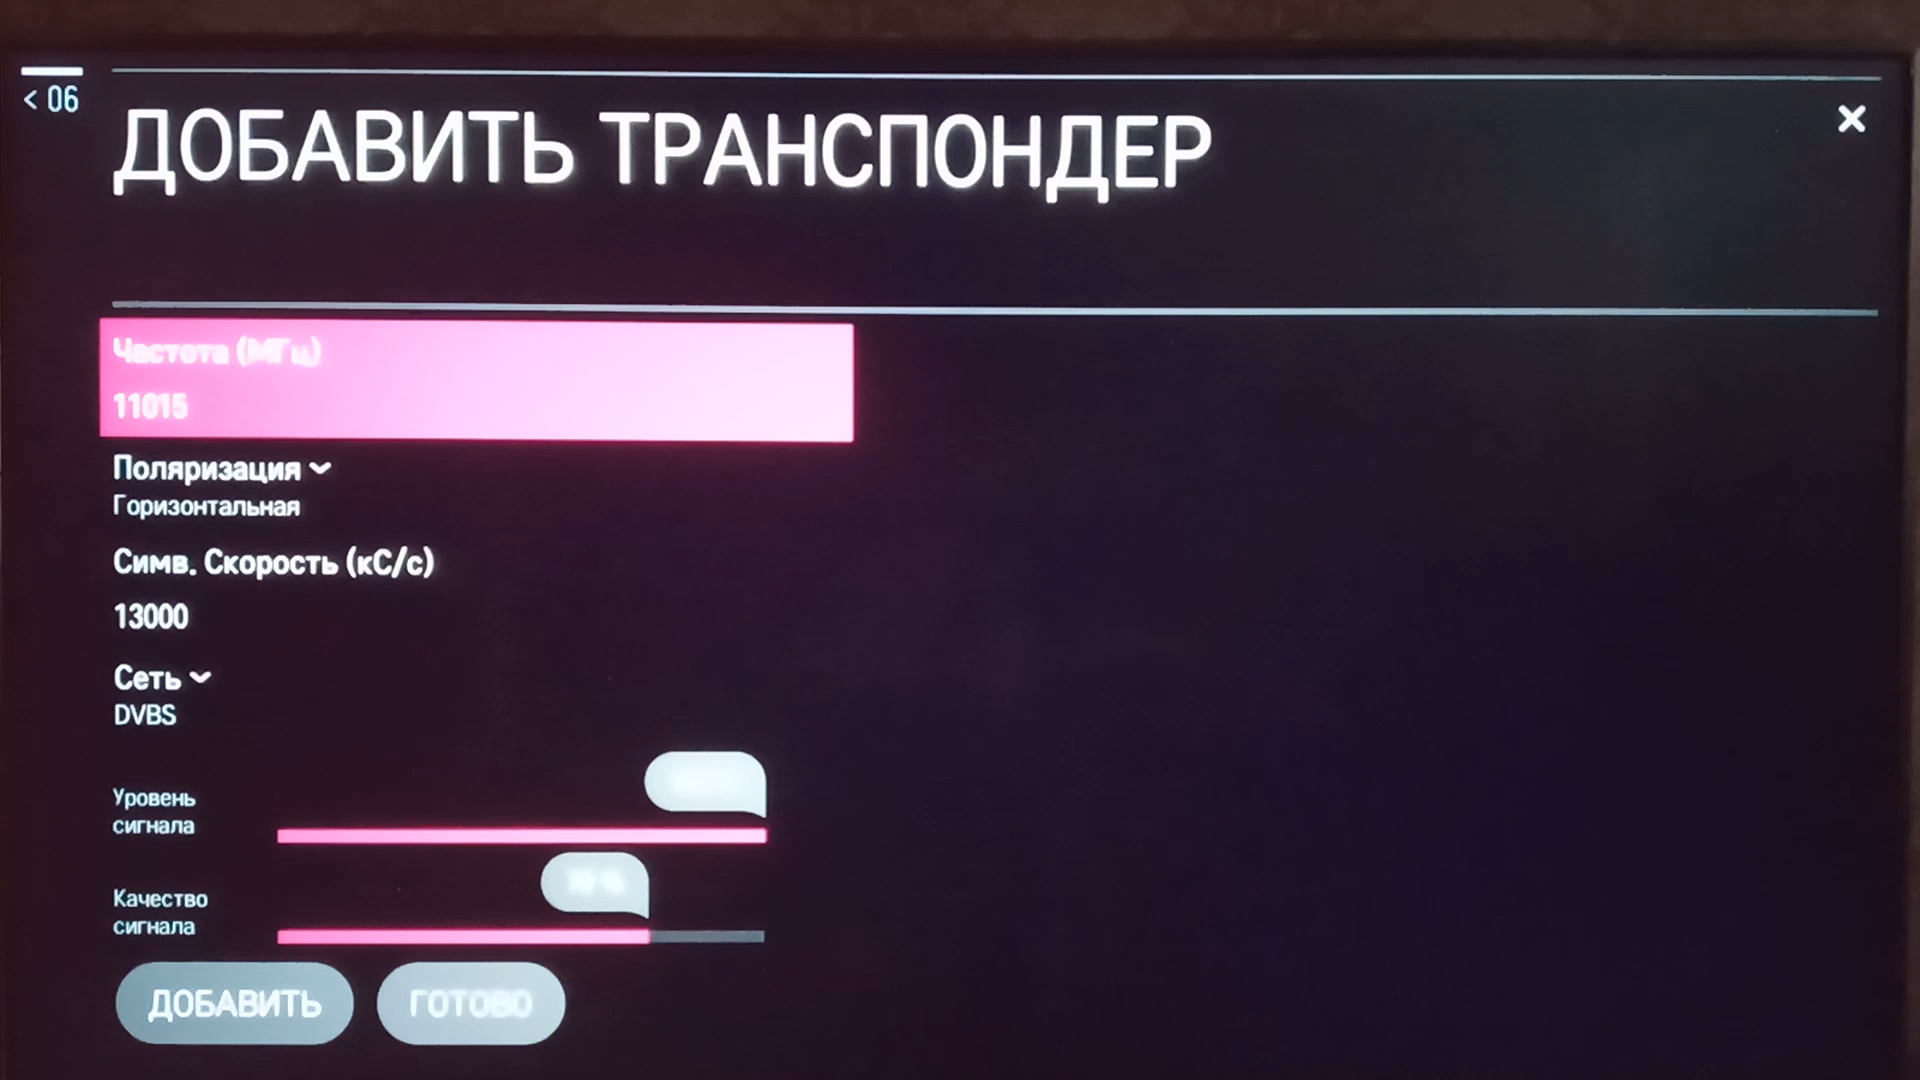 < 06
ДОБАВИТЬ ТРАНСПОНДЕР
Частота (МГц)
11015
Поляризация
Горизонтальная
Симв. Скорость (кС/с)
13000
Сеть
DVBS
Уровень
сигнала
Качество
сигнала
ДОБАВИТЬ
ГОТОВО